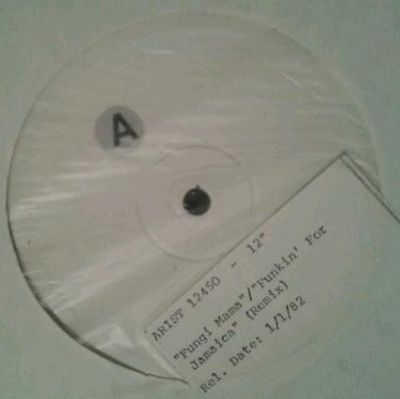 A
ARIST 12450 - 12"
"Fungi Mama"/"Funkin' For
Jamaica" (Remix)
Rel. Date: 1/1/82